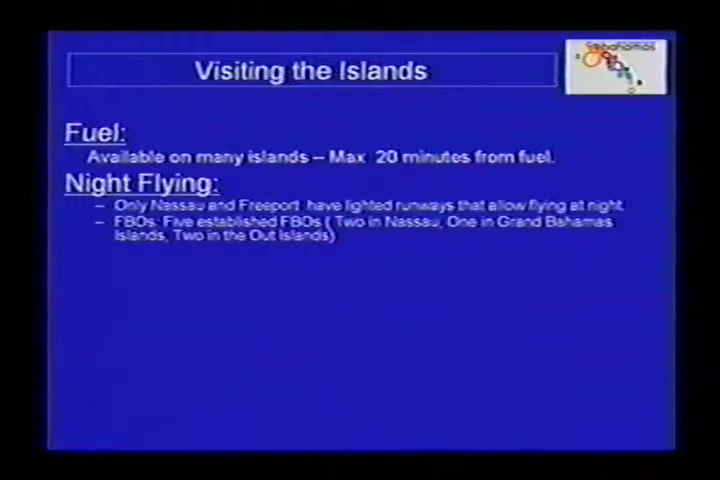 Visiting the Islands
bahamas
Fuel:
Available on many islands – Max 20 minutes from fuel.
Night Flying:
– Only Nassau and Freeport have lighted runways that allow flying at night
– FBOs: Five established FBOs ( Two in Nassau, One in Grand Bahamas
Islands, Two in the Out Islands)